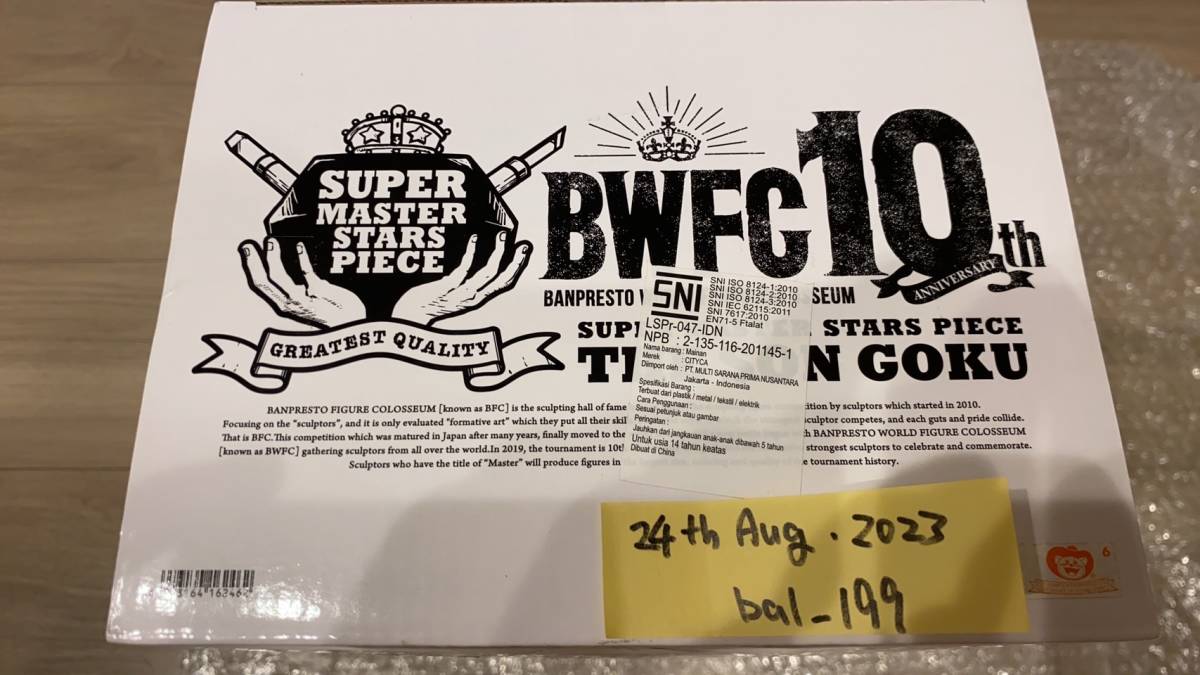 SUPER
MASTER
STARS
PIECE
GREATEST QUALITY
BWFC 10th
ANNIVERSARY
BANPRESTO W SEUM
SUP ER STARS PIECE
T UN GOKU
SNI
SNI ISO 8124-1:2010
SNI ISO 8124-2:2010
SNI ISO 8124-3:2010
SNI IEC 62115:2011
SNI 7617:2010
EN71-5 Ftalat
LSPr-047-IDN
NPB : 2-135-116-201145-1
Nama barang : Mainan
Merek : CITYCA
Diimport oleh : PT. MULTI SARANA PRIMA NUSANTARA
Jakarta - Indonesia
Spesifikasi Barang :
Terbuat dari plastik / metal / tekstil / elektrik
Cara Penggunaan :
Sesuai petunjuk atau gambar
Peringatan :
Jauhkan dari jangkauan anak-anak dibawah 5 tahun
Untuk usia 14 tahun keatas
Dibuat di China
BANPRESTO FIGURE COLOSSEUM [known as BFC] is the sculpting hall of fame tition by sculptors which started in 2010.
Focusing on the "sculptors", and it is only evaluated "formative art" which they put all their skil sculptor competes, and each guts and pride collide.
That is BFC.This competition which was matured in Japan after many years, finally moved to the h BANPRESTO WORLD FIGURE COLOSSEUM
[known as BWFC] gathering sculptors from all over the world.In 2019, the tournament is 10t strongest sculptors to celebrate and commemorate.
Sculptors who have the title of "Master" will produce figures in e tournament history.
24th Aug. 2023
bal_199
6